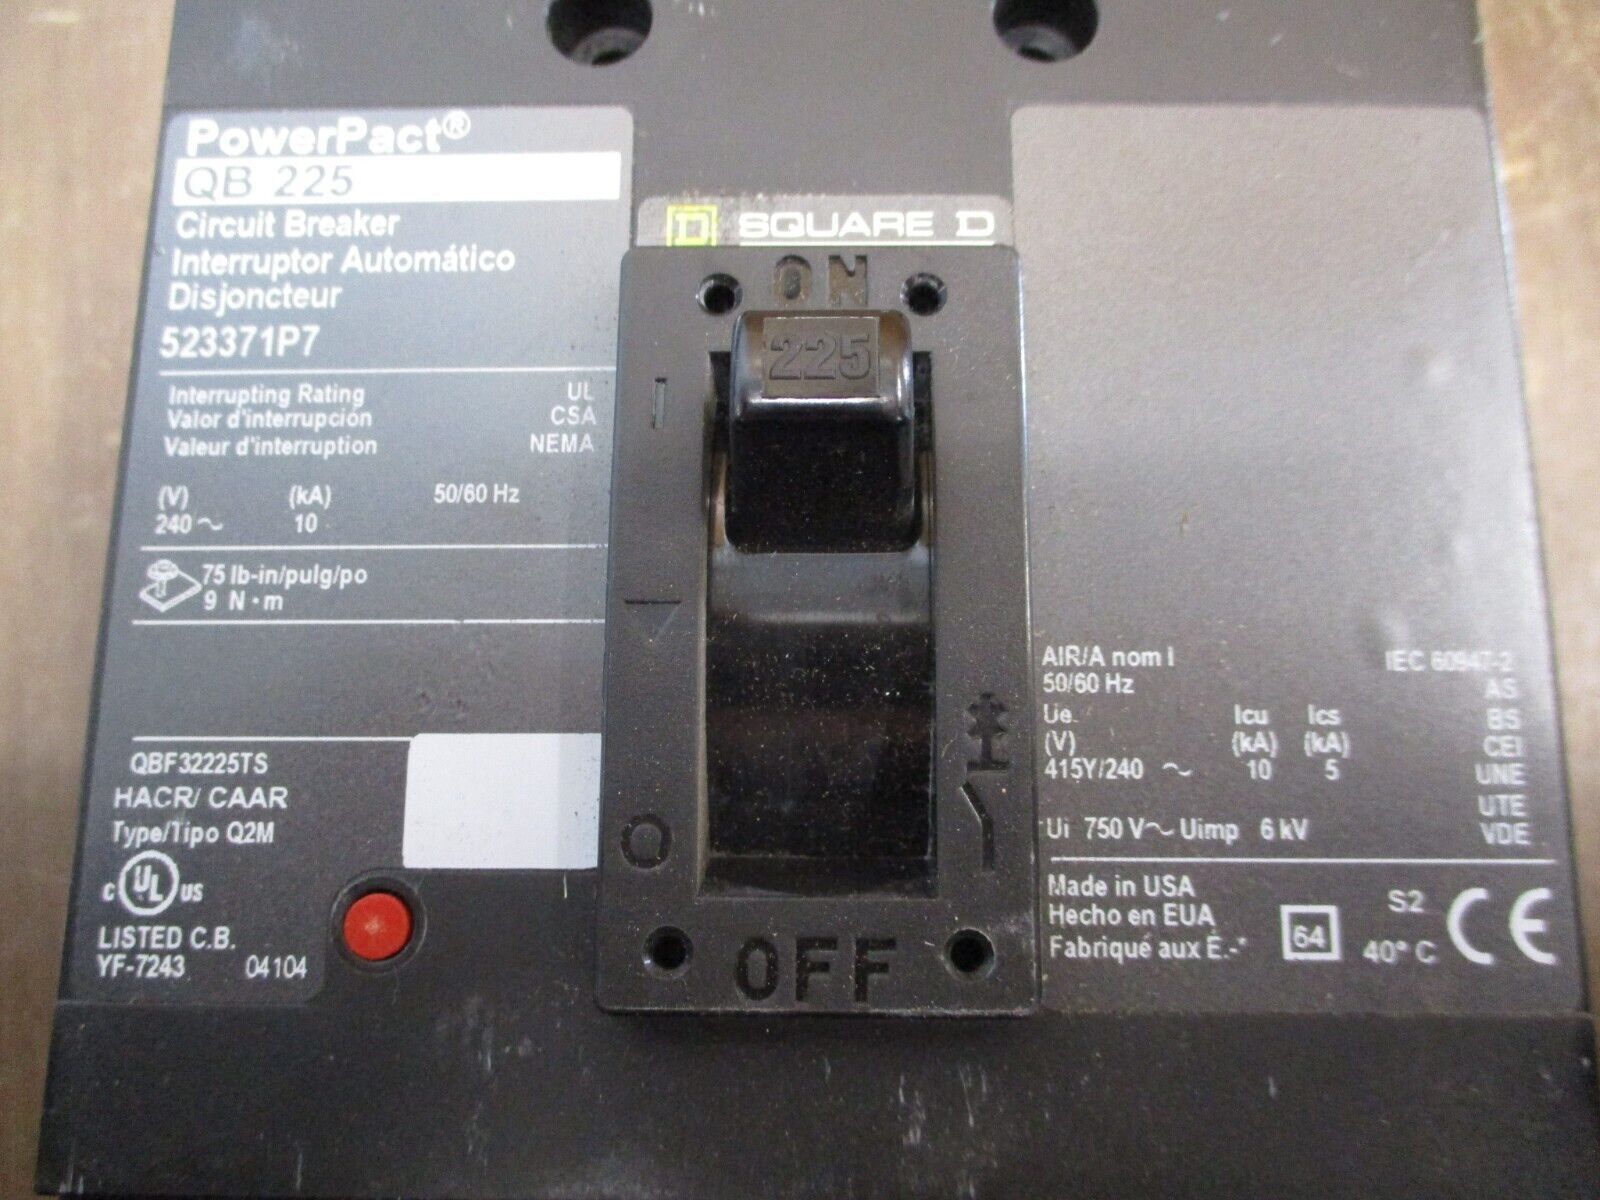 PowerPact®
QB 225
Circuit Breaker
Interruptor Automático
Disjoncteur
523371P7
Interrupting Rating UL
Valor d'interrupción CSA
Valeur d'interruption NEMA
(V) (kA) 50/60 Hz
240 ~ 10
75 lb-in/pulg/po
9 N·m
QBF32225TS
HACR/ CAAR
Type/Tipo Q2M
c UL us
LISTED C.B.
YF-7243 04104
D SQUARE D
ON
225
I
O
OFF
AIR/A nom I IEC 60947-2
50/60 Hz AS
Ue Icu Ics BS
(V) (kA) (kA) CEI
415Y/240 ~ 10 5 UNE
UTE
Ui 750 V~ Uimp 6 kV VDE
Made in USA
Hecho en EUA
Fabriqué aux É.-"
64
S2
40° C
CE